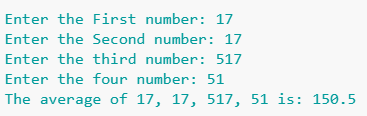 Enter the First number: 17
Enter the Second number: 17
Enter the third number: 517
Enter the four number: 51
The average of 17, 17, 517, 51 is: 150.5